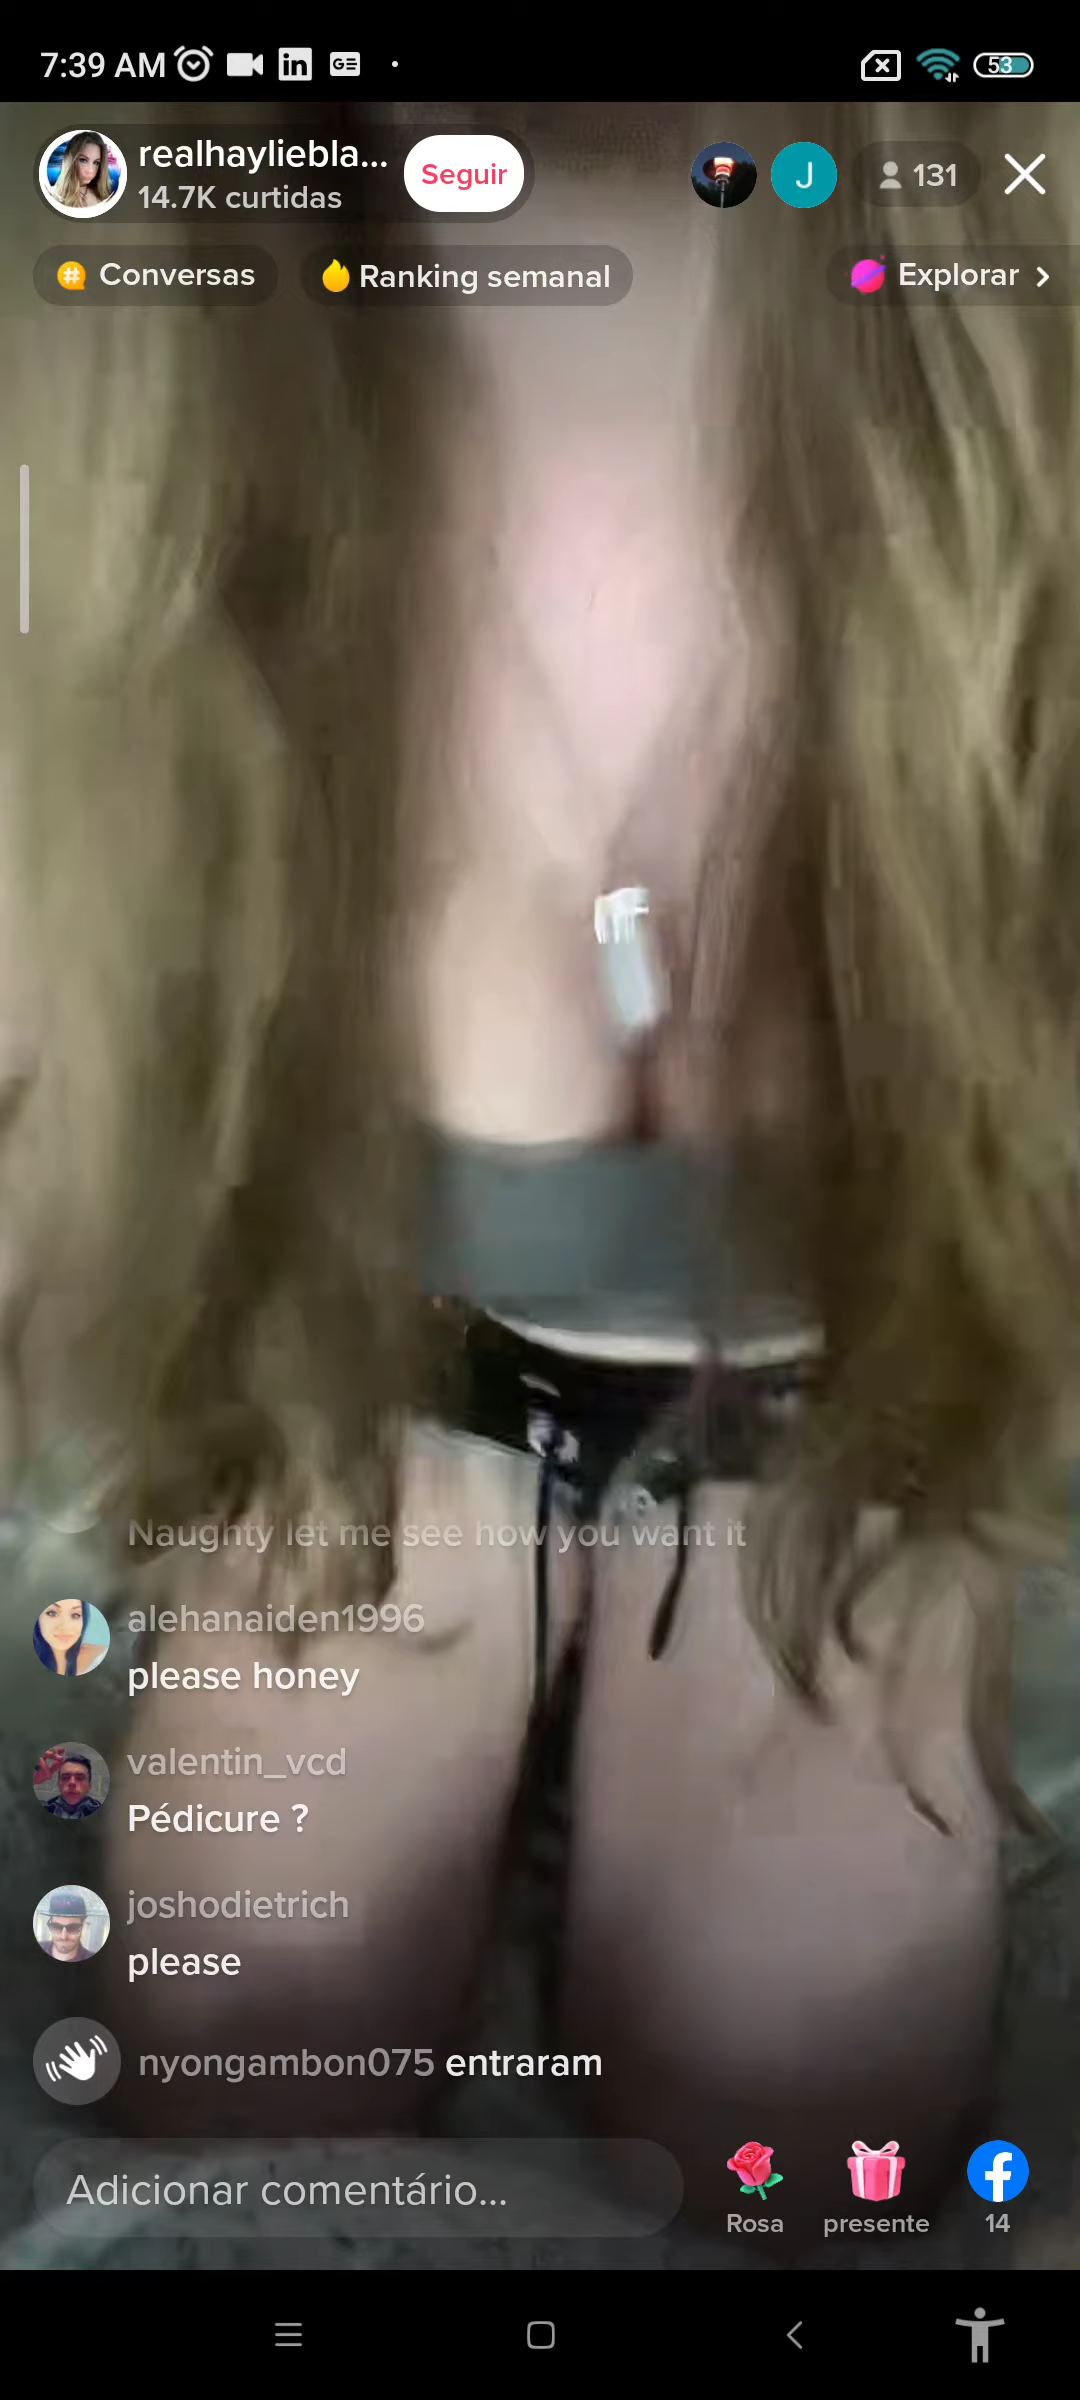 7:39 AM
53
realhayliebla...
14.7K curtidas
Seguir
J
131
Conversas
Ranking semanal
Explorar
Naughty let me see how you want it
alehanaiden1996
please honey
valentin_vcd
Pédicure ?
joshodietrich
please
nyongambon075 entraram
Adicionar comentário...
Rosa
presente
14